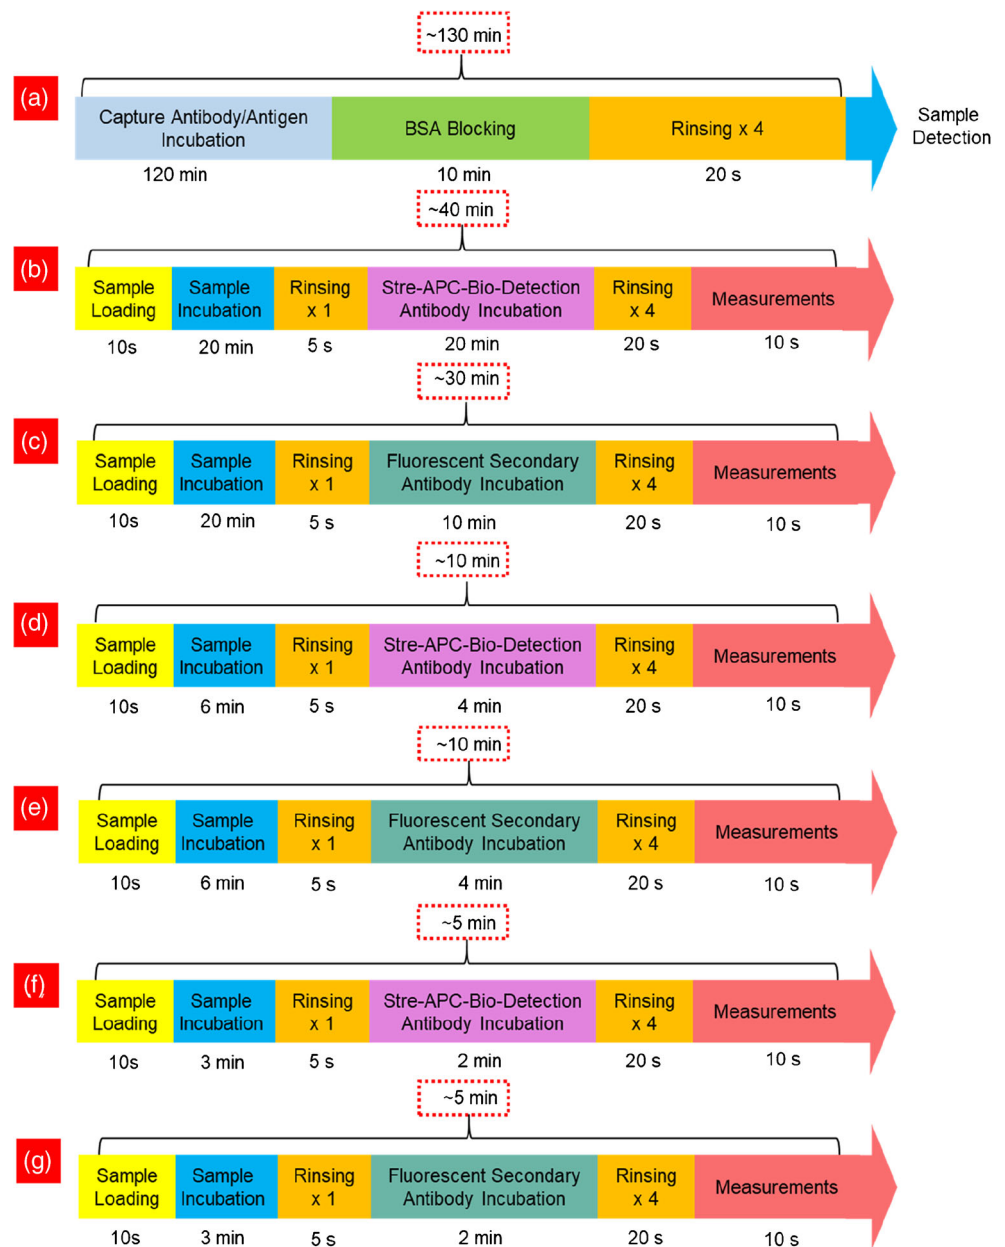 ~130 min
(a)
Capture Antibody/Antigen
Incubation
BSA Blocking
Rinsing x 4
Sample
Detection
120 min
10 min
20 s
~40 min
(b)
Sample
Loading
Sample
Incubation
Rinsing
x 1
Stre-APC-Bio-Detection
Antibody Incubation
Rinsing
x 4
Measurements
10s
20 min
5 s
20 min
20 s
10 s
~30 min
(c)
Sample
Loading
Sample
Incubation
Rinsing
x 1
Fluorescent Secondary
Antibody Incubation
Rinsing
x 4
Measurements
10s
20 min
5 s
10 min
20 s
10 s
~10 min
(d)
Sample
Loading
Sample
Incubation
Rinsing
x 1
Stre-APC-Bio-Detection
Antibody Incubation
Rinsing
x 4
Measurements
10s
6 min
5 s
4 min
20 s
10 s
~10 min
(e)
Sample
Loading
Sample
Incubation
Rinsing
x 1
Fluorescent Secondary
Antibody Incubation
Rinsing
x 4
Measurements
10s
6 min
5 s
4 min
20 s
10 s
~5 min
(f)
Sample
Loading
Sample
Incubation
Rinsing
x 1
Stre-APC-Bio-Detection
Antibody Incubation
Rinsing
x 4
Measurements
10s
3 min
5 s
2 min
20 s
10 s
~5 min
(g)
Sample
Loading
Sample
Incubation
Rinsing
x 1
Fluorescent Secondary
Antibody Incubation
Rinsing
x 4
Measurements
10s
3 min
5 s
2 min
20 s
10 s